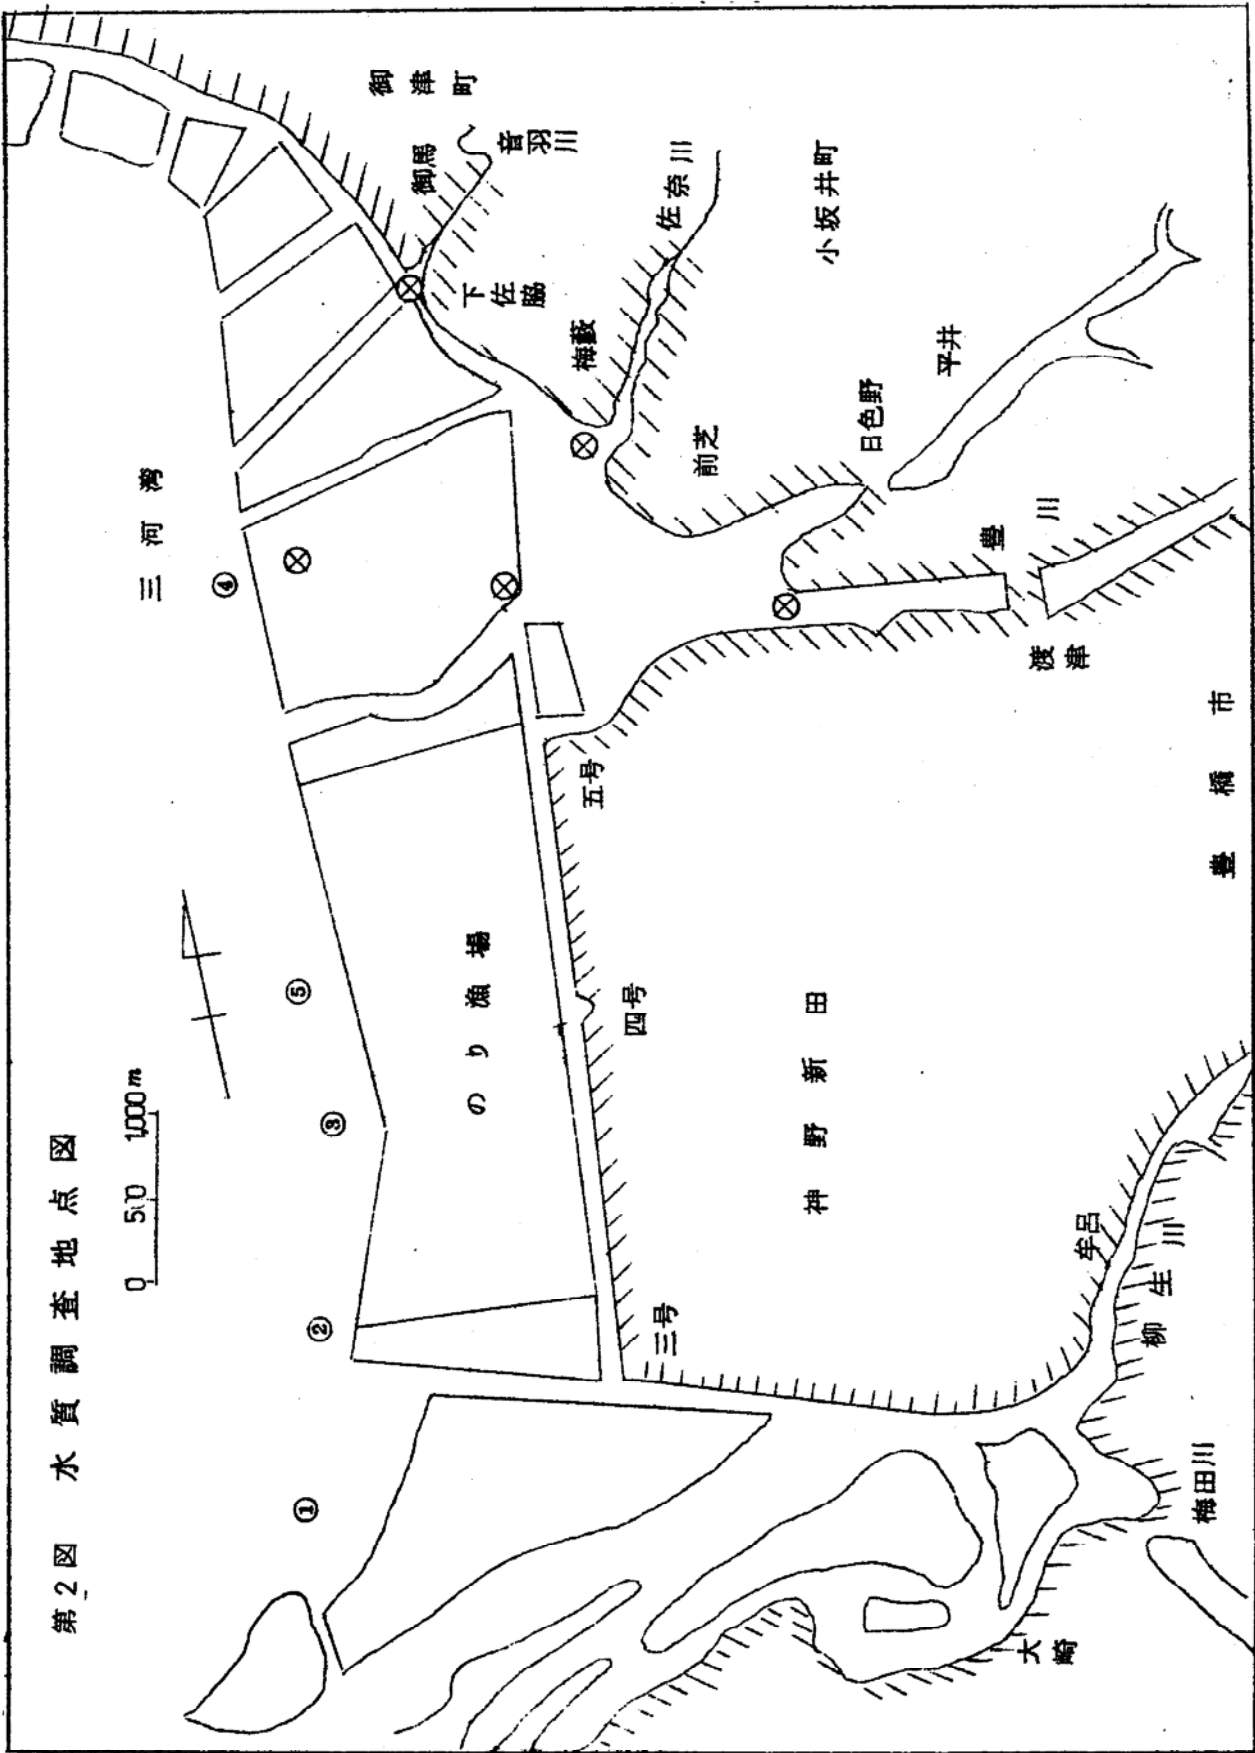 第2図 水質調査地点図
0 500 1,000m
三河湾
御津町
御馬
音羽川
下佐脇
佐奈川
梅藪
小坂井町
前芝
日色野
平井
豊川
渡津
豊橋市
五号
四号
三号
のり漁場
神野新田
牟呂
柳生川
梅田川
大崎
①
②
③
④
⑤